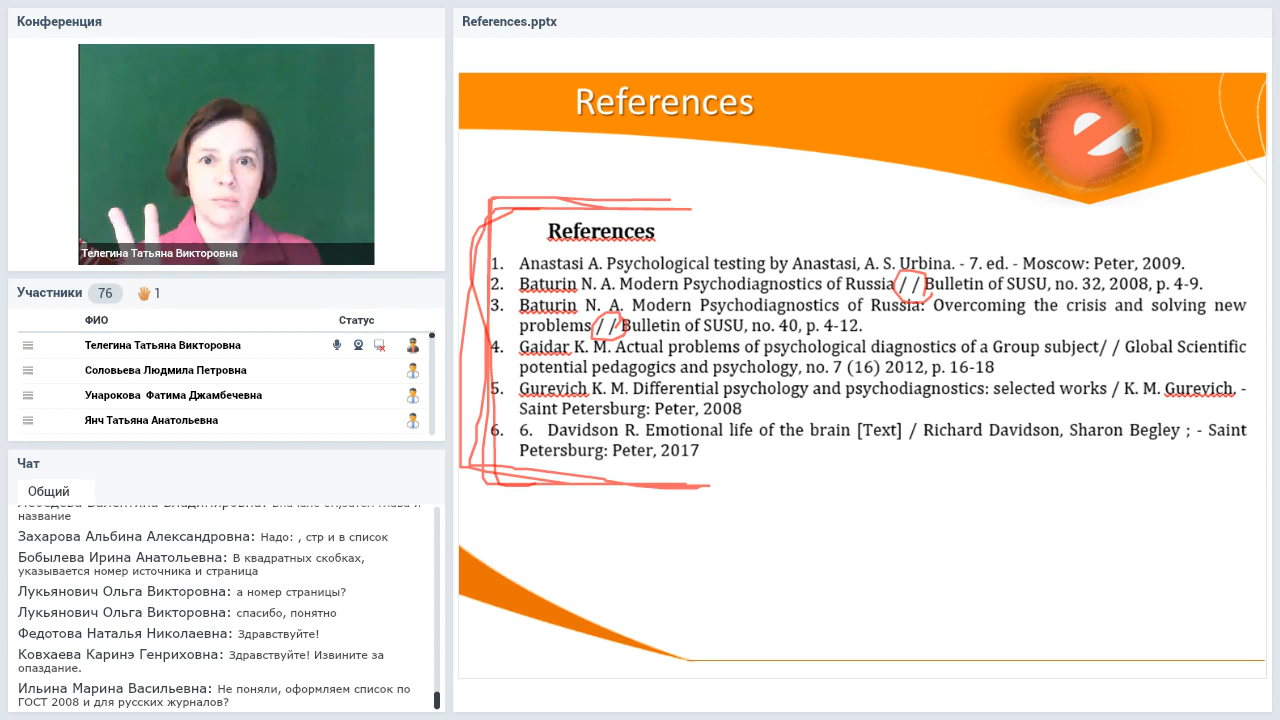 Конференция
Телегина Татьяна Викторовна
Участники 76 1
ФИО Статус
Телегина Татьяна Викторовна
Соловьева Людмила Петровна
Унарокова Фатима Джамбечевна
Янч Татьяна Анатольевна
Чат
Общий
название
Захарова Альбина Александровна: Надо: , стр и в список
Бобылева Ирина Анатольевна: В квадратных скобках,
указывается номер источника и страница
Лукьянович Ольга Викторовна: а номер страницы?
Лукьянович Ольга Викторовна: спасибо, понятно
Федотова Наталья Николаевна: Здравствуйте!
Ковхаева Каринэ Генриховна: Здравствуйте! Извините за
опаздание.
Ильина Марина Васильевна: Не поняли, оформляем список по
ГОСТ 2008 и для русских журналов?
References.pptx
References
References
1. Anastasi A. Psychological testing by Anastasi, A. S. Urbina. - 7. ed. - Moscow: Peter, 2009.
2. Baturin N. A. Modern Psychodiagnostics of Russia / / Bulletin of SUSU, no. 32, 2008, p. 4-9.
3. Baturin N. A. Modern Psychodiagnostics of Russia: Overcoming the crisis and solving new
problems / / Bulletin of SUSU, no. 40, p. 4-12.
4. Gaidar K. M. Actual problems of psychological diagnostics of a Group subject/ / Global Scientific
potential pedagogics and psychology, no. 7 (16) 2012, p. 16-18
5. Gurevich K. M. Differential psychology and psychodiagnostics: selected works / K. M. Gurevich. -
Saint Petersburg: Peter, 2008
6. 6. Davidson R. Emotional life of the brain [Text] / Richard Davidson, Sharon Begley ; - Saint
Petersburg: Peter, 2017